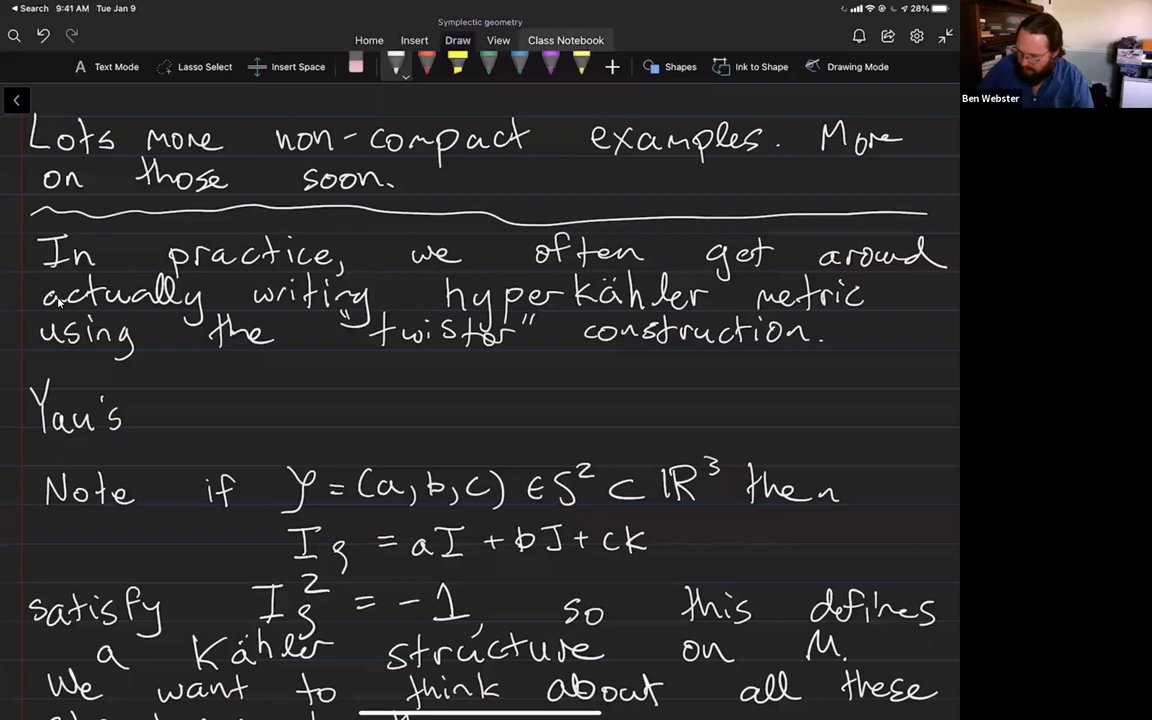 Search 9:41 AM Tue Jan 9
28%
Symplectic geometry
Home Insert Draw View Class Notebook
Text Mode Lasso Select Insert Space Shapes Ink to Shape Drawing Mode
Ben Webster
Lots more non-compact examples. More
on those soon.
In practice, we often get around
actually writing hyperkähler metric
using the "twistor" construction.
Yau's
Note if ζ = (a, b, c) ∈ S² ⊂ ℝ³ then
I_ζ = aI + bJ + cK
satisfy I_ζ² = -1, so this defines
a Kähler structure on M.
We want to think about all these